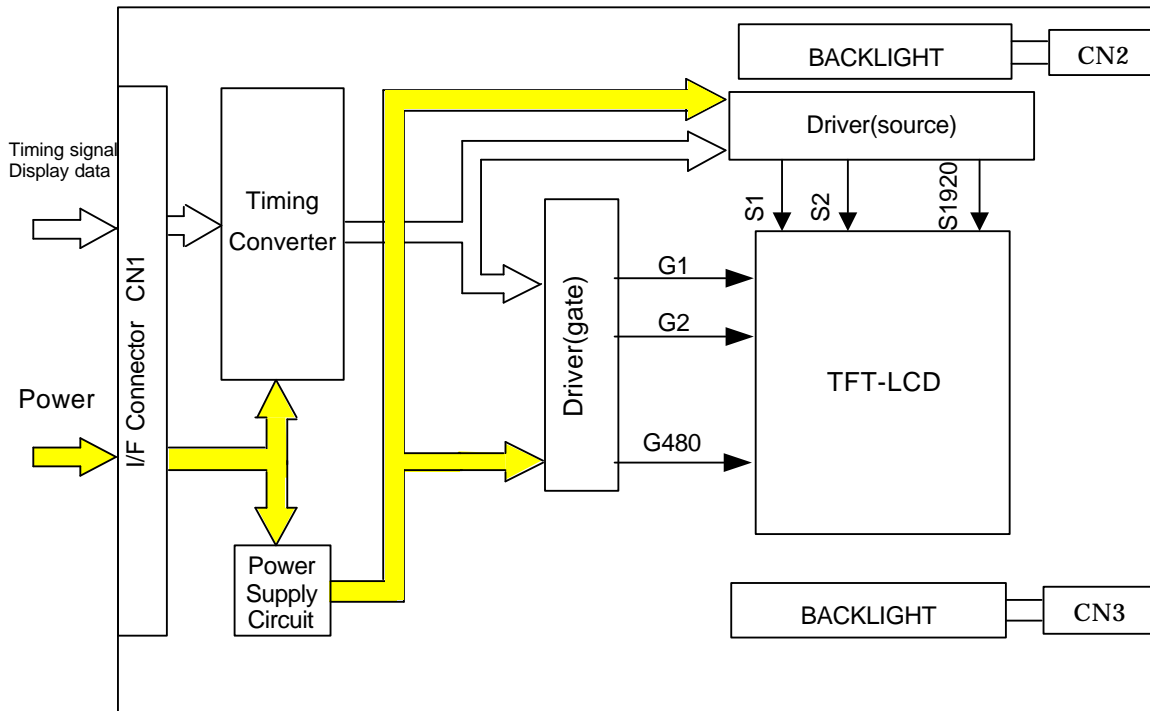 BACKLIGHT
CN2
Driver(source)
Timing signal
Display data
Timing
Converter
S1
S2
S1920
I/F Connector CN1
Driver(gate)
G1
G2
G480
TFT-LCD
Power
Power
Supply
Circuit
BACKLIGHT
CN3